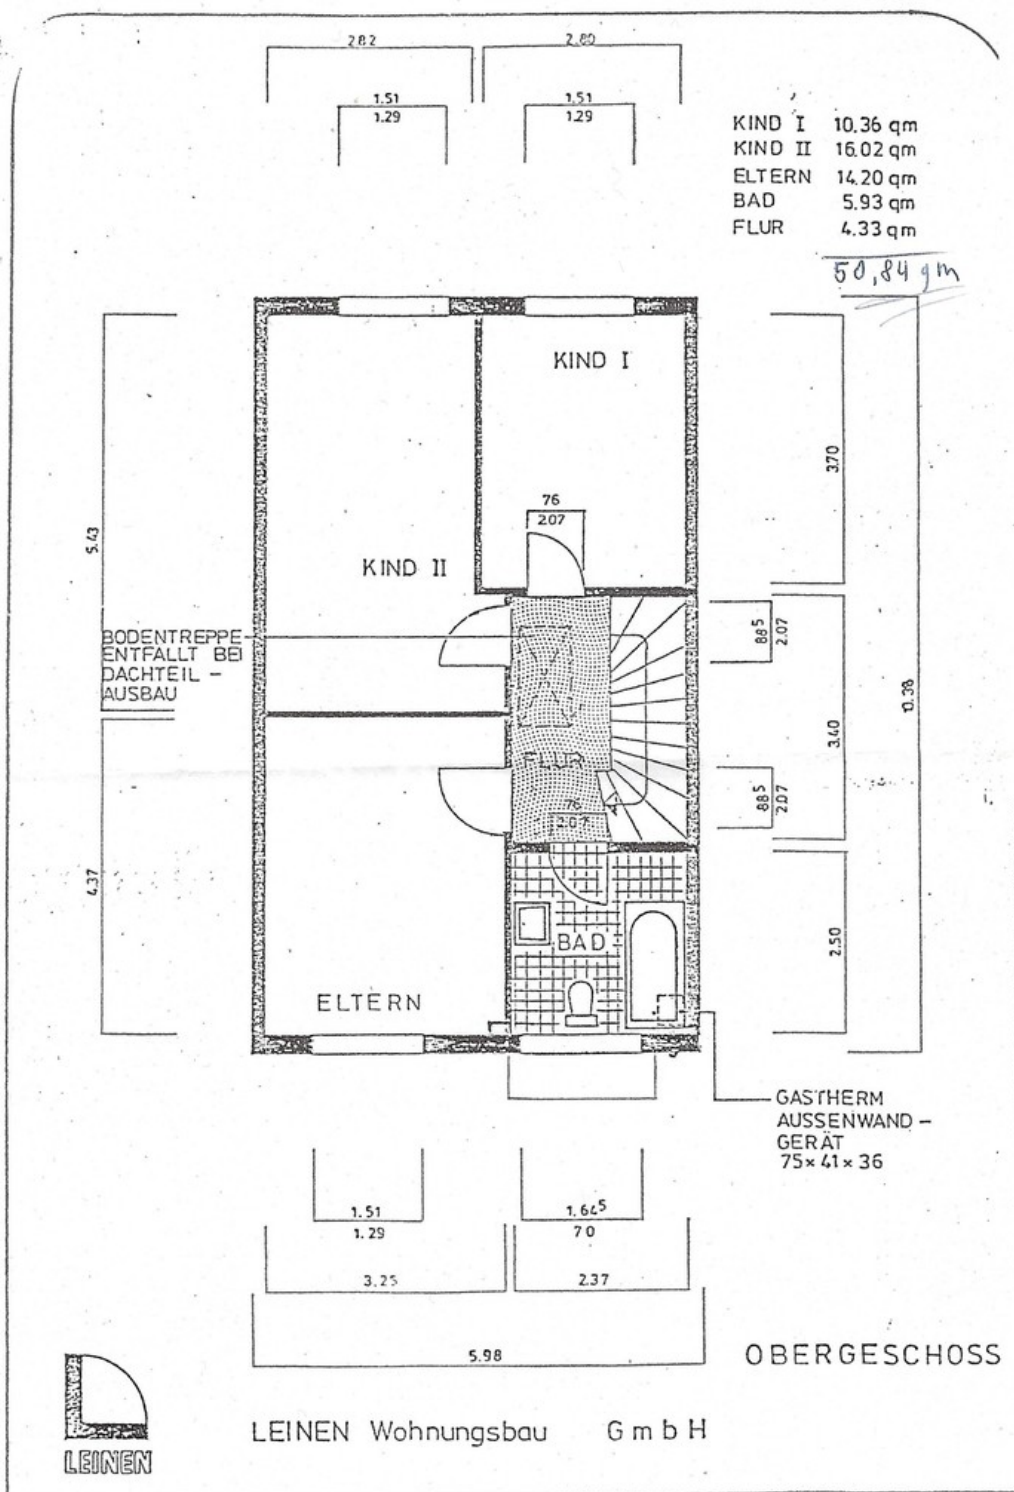 2.82
2.80
1.51
1.29
1.51
1.29
KIND I 10.36 qm
KIND II 16.02 qm
ELTERN 14.20 qm
BAD 5.93 qm
FLUR 4.33 qm
50,84 qm
KIND I
3.70
76
2.07
5.43
KIND II
BODENTREPPE
ENTFALLT BEI
DACHTEIL -
AUSBAU
88⁵
2.07
10.36
3.40
FLUR
76
2.07
88⁵
2.07
4.37
BAD
2.50
ELTERN
GASTHERM
AUSSENWAND -
GERÄT
75 x 41 x 36
1.51
1.29
1.64⁵
70
3.25
2.37
5.98
OBERGESCHOSS
LEINEN Wohnungsbau GmbH
LEINEN